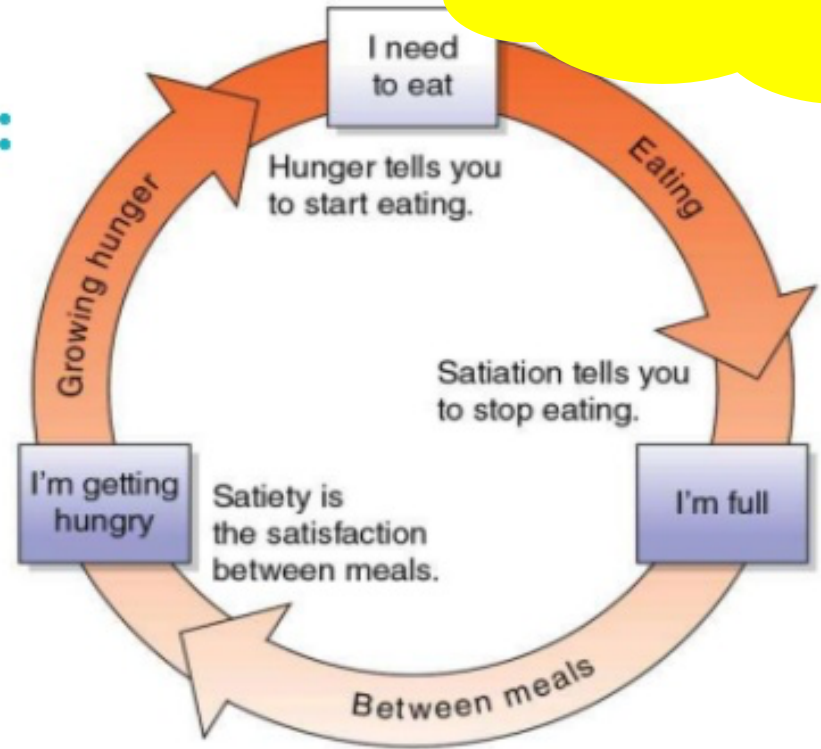 I need
to eat
:
Hunger tells you
to start eating.
Eating
Growing hunger
Satiation tells you
to stop eating.
I'm full
I'm getting
hungry
Satiety is
the satisfaction
between meals.
Between meals